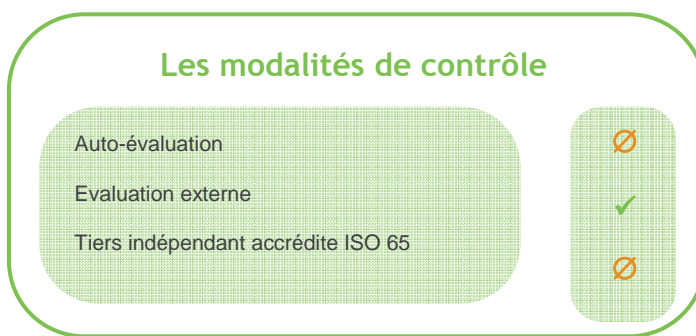 Les modalités de contrôle
Auto-évaluation
Ø
Evaluation externe
✓
Tiers indépendant accrédite ISO 65
Ø